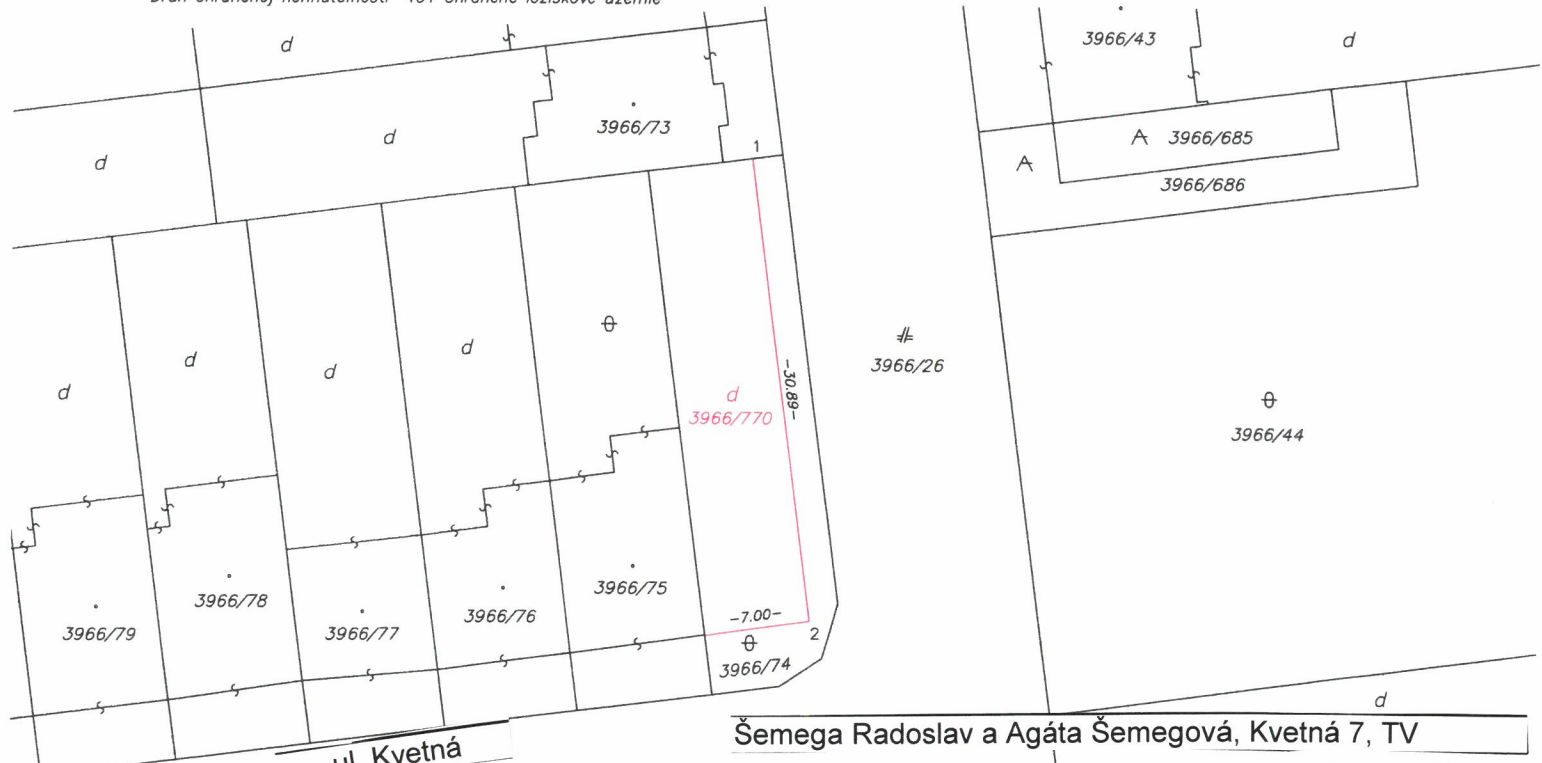 d
3966/43
d
d
d
3966/73
1
3966/685
3966/686
d
d
d
d
3966/26
-30.89-
d
3966/770
3966/44
3966/79
3966/78
3966/77
3966/76
3966/75
-7.00-
2
3966/74
d
ul. Kvetná
Šemega Radoslav a Agáta Šemegová, Kvetná 7, TV